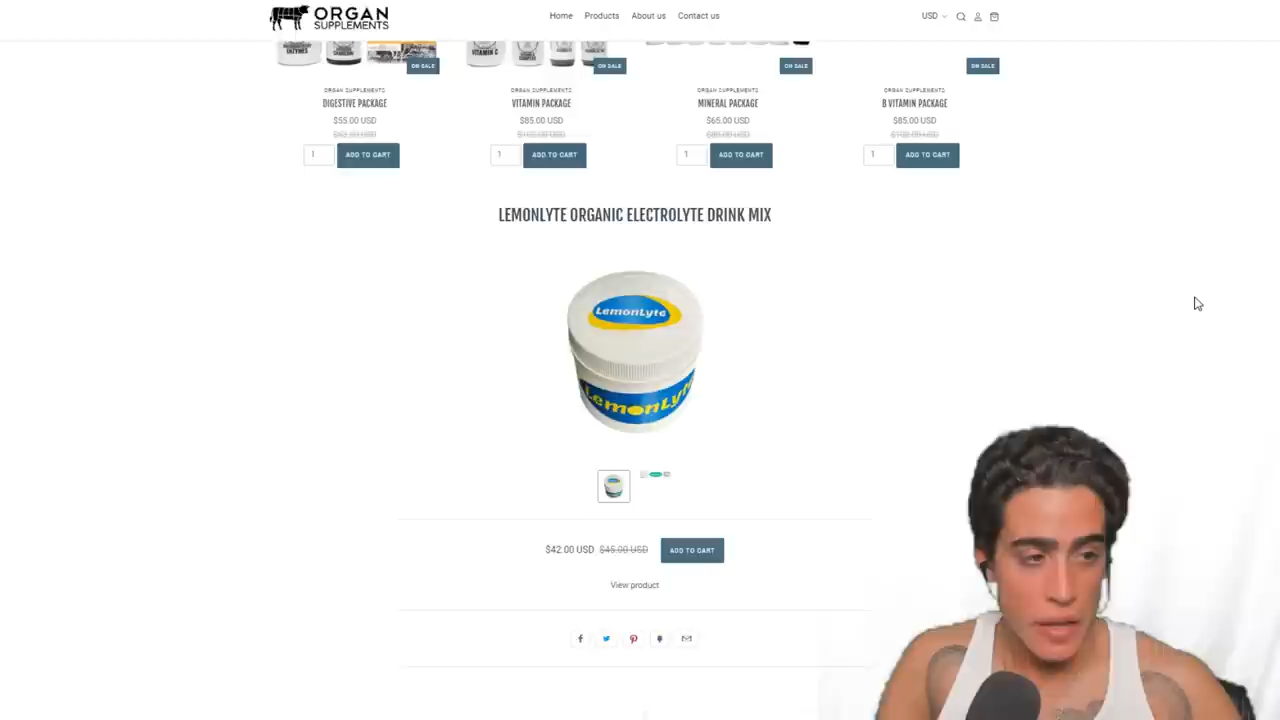 ORGAN
SUPPLEMENTS
Home Products About us Contact us
USD
ENZYMES
VITAMIN C
ON SALE ON SALE ON SALE ON SALE
ORGAN SUPPLEMENTS ORGAN SUPPLEMENTS ORGAN SUPPLEMENTS ORGAN SUPPLEMENTS
DIGESTIVE PACKAGE VITAMIN PACKAGE MINERAL PACKAGE B VITAMIN PACKAGE
$55.00 USD $85.00 USD $65.00 USD $85.00 USD
1 ADD TO CART 1 ADD TO CART 1 ADD TO CART 1 ADD TO CART
LEMONLYTE ORGANIC ELECTROLYTE DRINK MIX
LemonLyte
LemonLyte
$42.00 USD $45.00 USD ADD TO CART
View product